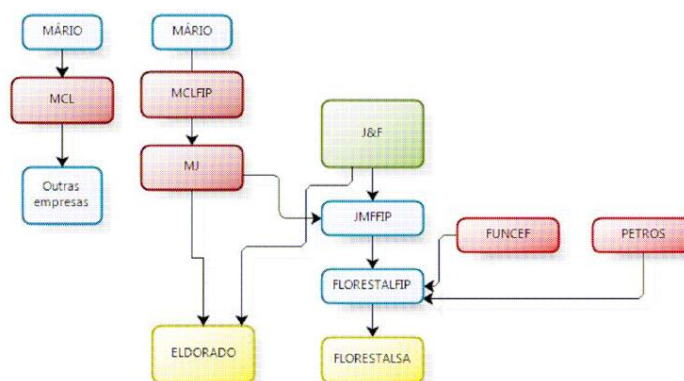 MÁRIO
MÁRIO
MCL
MCLFIP
J&F
MJ
Outras
empresas
JMFFIP
FUNCEF
PETROS
FLORESTALFIP
ELDORADO
FLORESTALSA